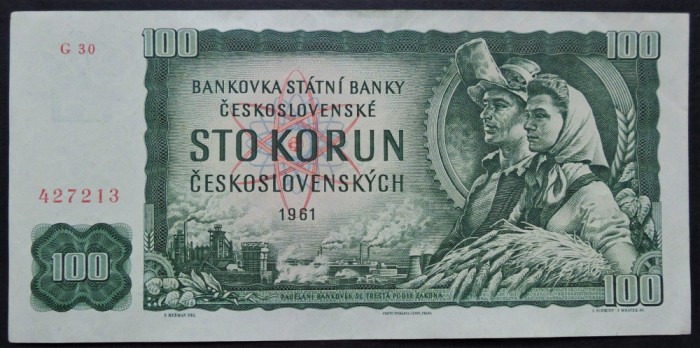 100
100
G 30
BANKOVKA STÁTNÍ BANKY
ČESKOSLOVENSKÉ
STO KORUN
ČESKOSLOVENSKÝCH
427213
1961
100
100
PADĚLÁNÍ BANKOVEK SE TRESTÁ PODLE ZÁKONA